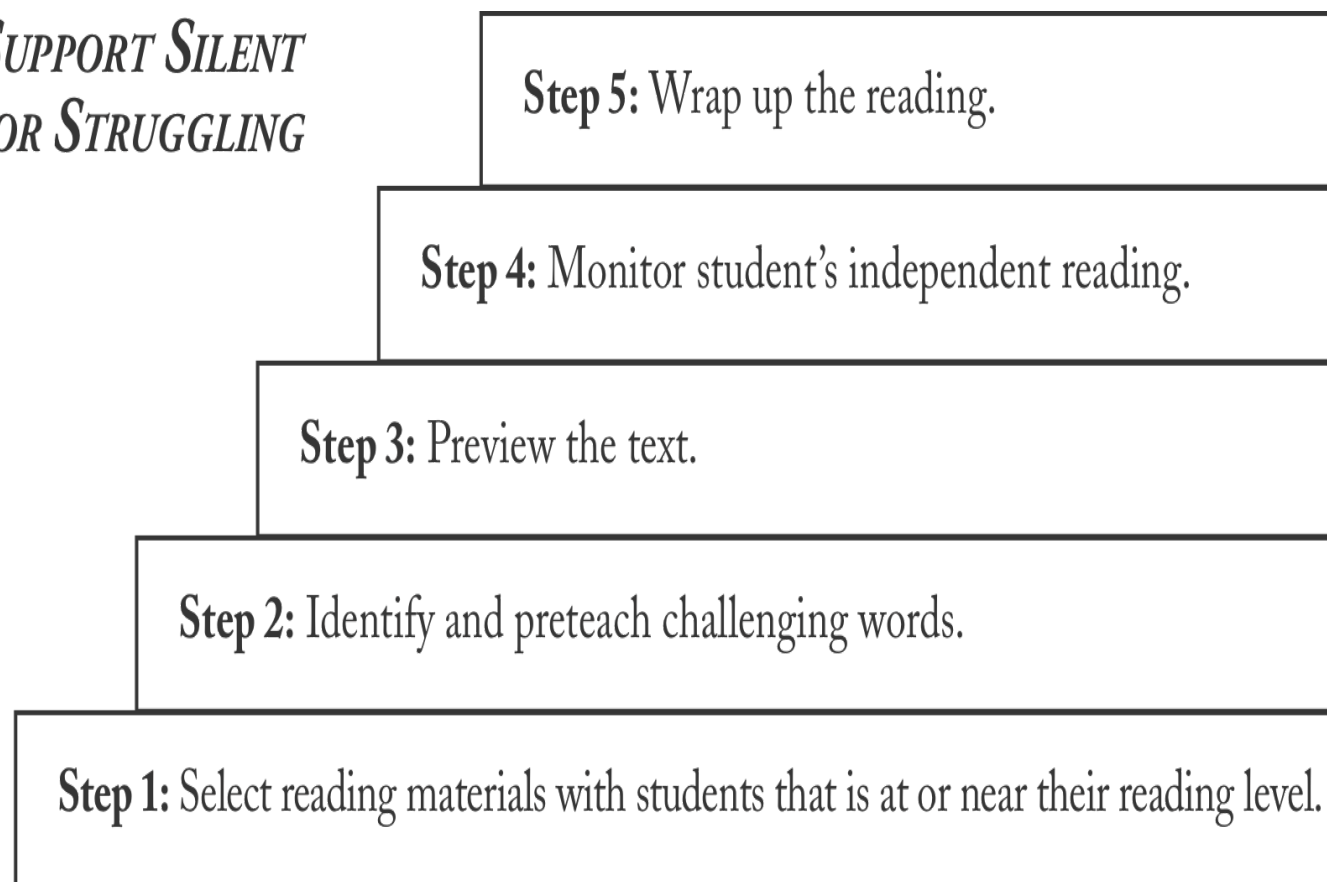 SUPPORT SILENT
OR STRUGGLING
Step 5: Wrap up the reading.
Step 4: Monitor student’s independent reading.
Step 3: Preview the text.
Step 2: Identify and preteach challenging words.
Step 1: Select reading materials with students that is at or near their reading level.